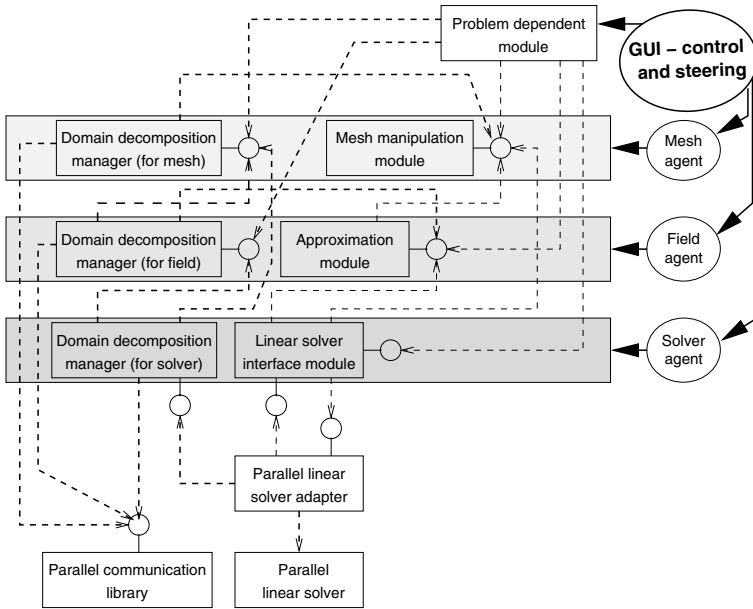 Problem dependent
module
GUI – control
and steering
Domain decomposition
manager (for mesh)
Mesh manipulation
module
Mesh
agent
Domain decomposition
manager (for field)
Approximation
module
Field
agent
Domain decomposition
manager (for solver)
Linear solver
interface module
Solver
agent
Parallel linear
solver adapter
Parallel communication
library
Parallel
linear solver